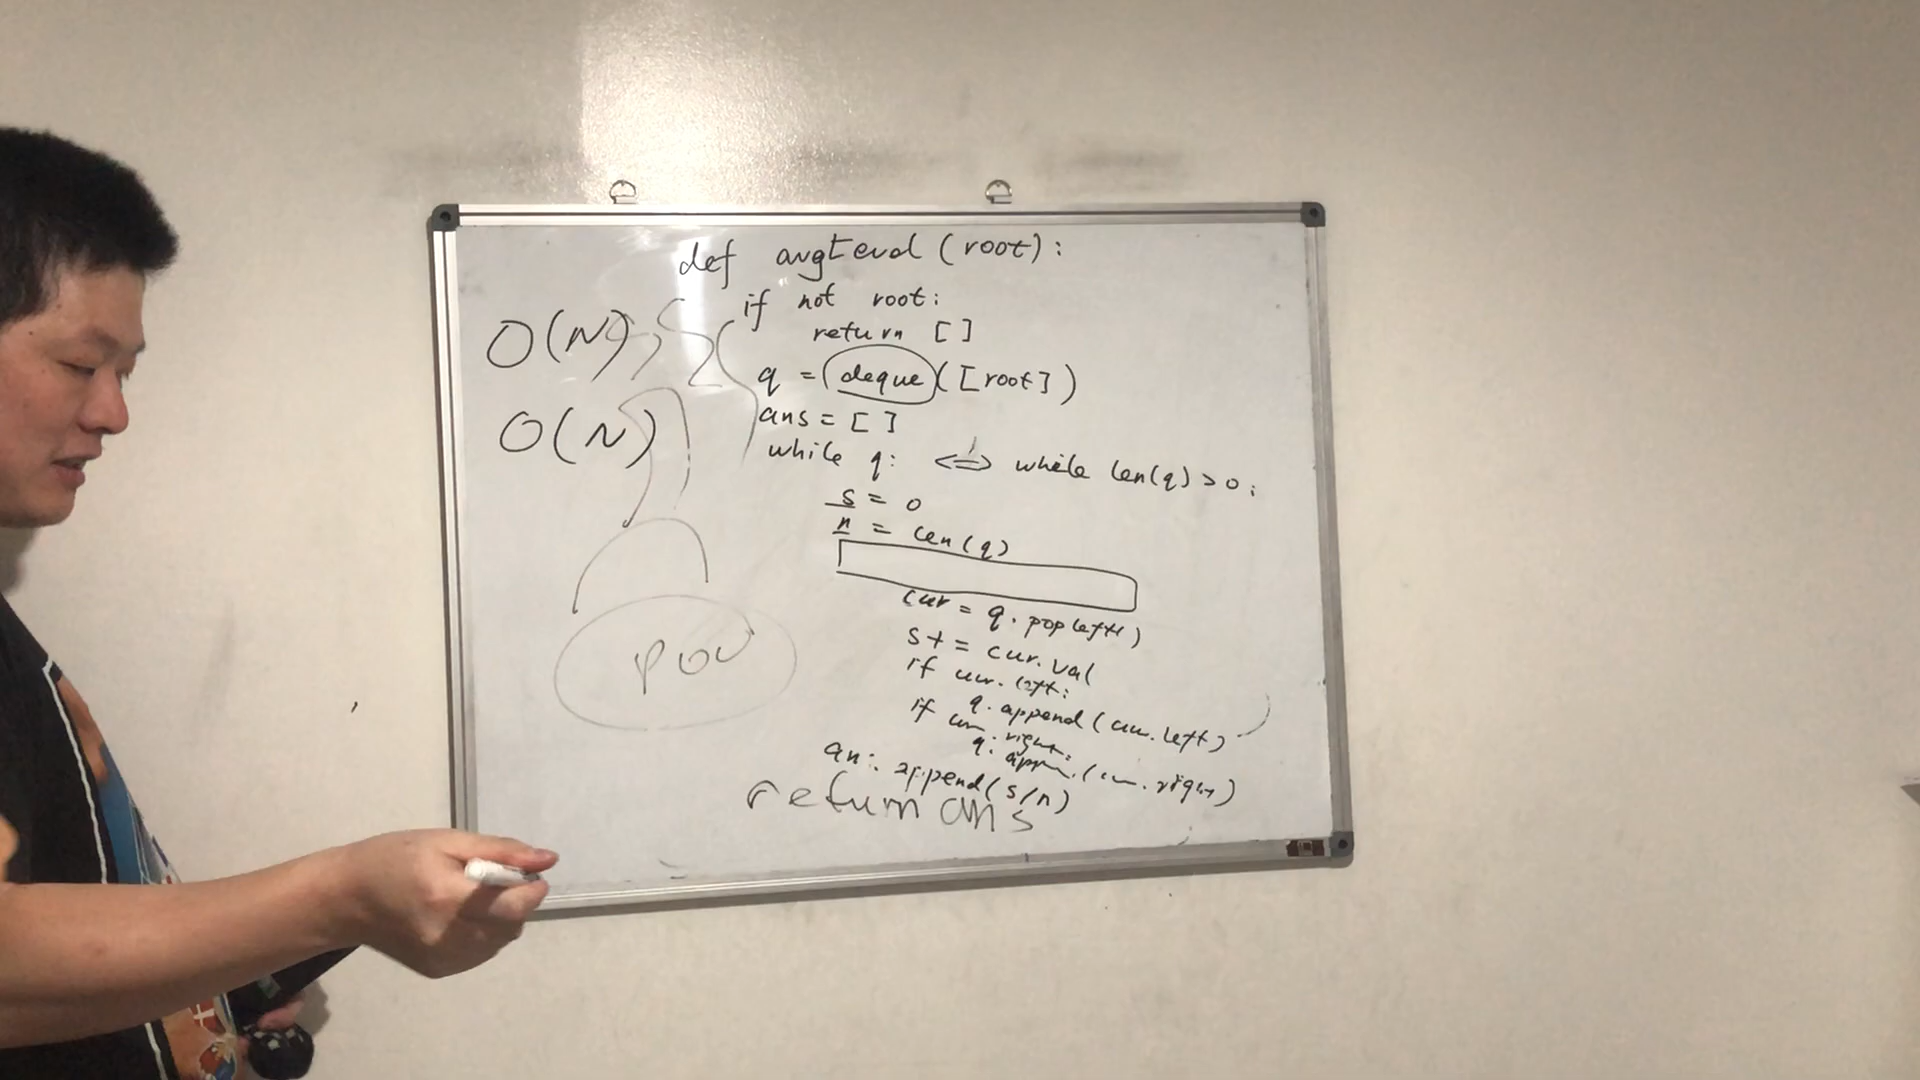 def avgLevel (root):
if not root:
return [ ]
q = (deque([root])
ans = [ ]
while q: <=> while len(q) > 0:
s = 0
n = len(q)
cur = q.popleft()
s += cur.val
if cur.left:
q.append(cur.left)
if cur.right:
q.append(cur.right)
ans.append(s/n)
return ans
O(N)
O(N)